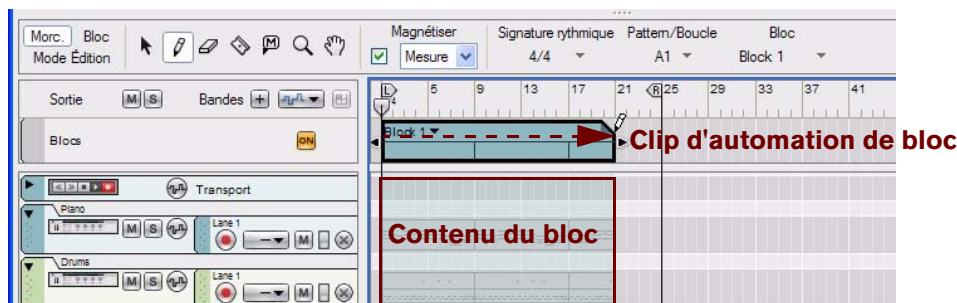 Morc. Bloc
Mode Édition
Magnétiser
Mesure
Signature rythmique
4/4
Pattern/Boucle
A1
Bloc
Block 1
Sortie M S Bandes +
L 5 9 13 17 21 R 25 29 33 37 41
Blocs ON
Block 1
Clip d'automation de bloc
Transport
Piano
M S Lane 1
M
Contenu du bloc
Drums
M S Lane 1
M